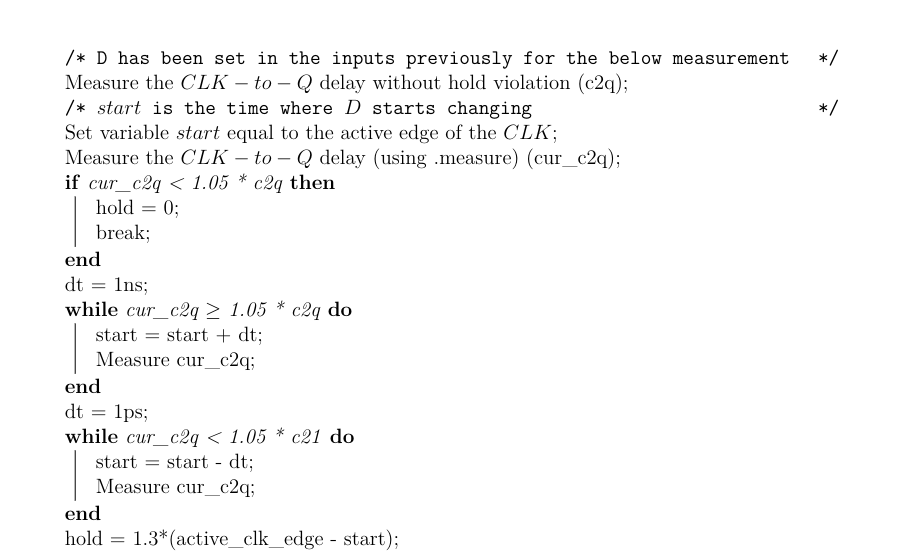 /* D has been set in the inputs previously for the below measurement */
Measure the CLK − to − Q delay without hold violation (c2q);
/* start is the time where D starts changing */
Set variable start equal to the active edge of the CLK;
Measure the CLK − to − Q delay (using .measure) (cur_c2q);
if cur_c2q < 1.05 * c2q then
hold = 0;
break;
end
dt = 1ns;
while cur_c2q ≥ 1.05 * c2q do
start = start + dt;
Measure cur_c2q;
end
dt = 1ps;
while cur_c2q < 1.05 * c21 do
start = start - dt;
Measure cur_c2q;
end
hold = 1.3*(active_clk_edge - start);